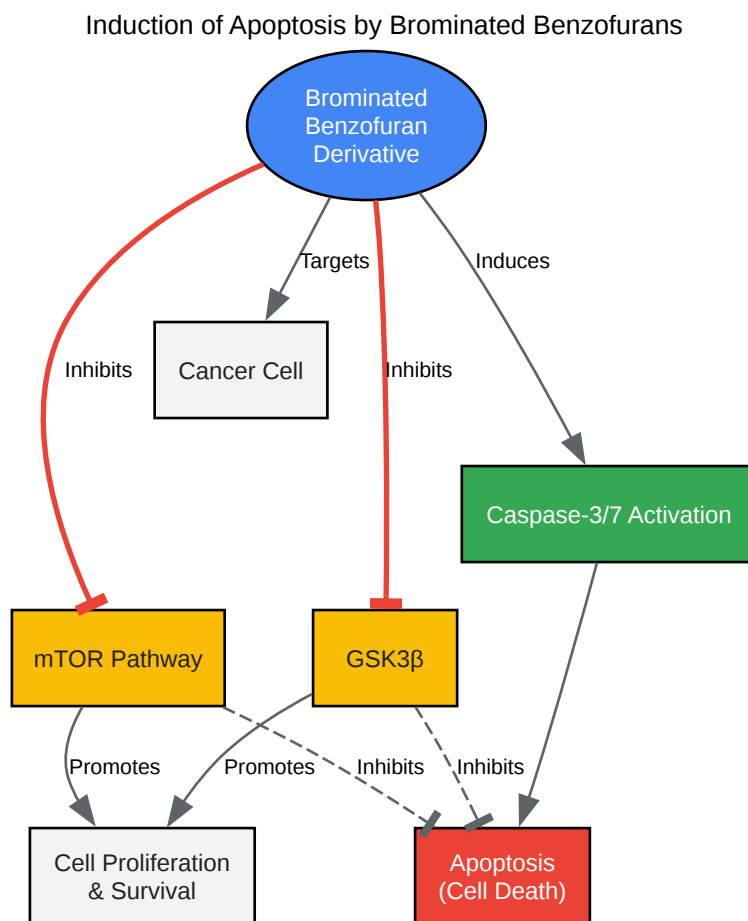 Induction of Apoptosis by Brominated Benzofurans
Brominated
Benzofuran
Derivative
Targets
Induces
Inhibits
Cancer Cell
Inhibits
Caspase-3/7 Activation
mTOR Pathway
GSK3β
Promotes
Promotes
Inhibits
Inhibits
Cell Proliferation
& Survival
Apoptosis
(Cell Death)